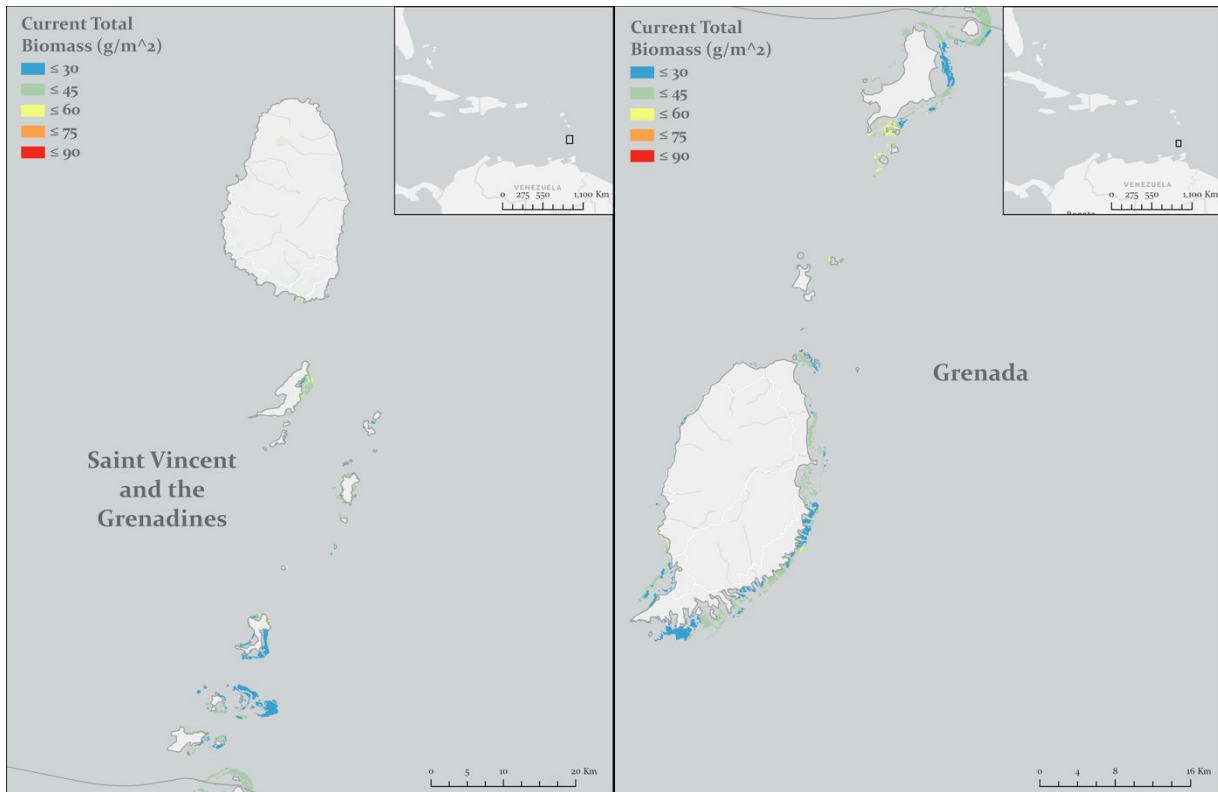 Current Total
Biomass (g/m^2)
≤ 30
≤ 45
≤ 60
≤ 75
≤ 90
VENEZUELA
0 275 550 1,100 Km
Saint Vincent
and the
Grenadines
0 5 10 20 Km
Current Total
Biomass (g/m^2)
≤ 30
≤ 45
≤ 60
≤ 75
≤ 90
VENEZUELA
0 275 550 1,100 Km
Grenada
0 4 8 16 Km